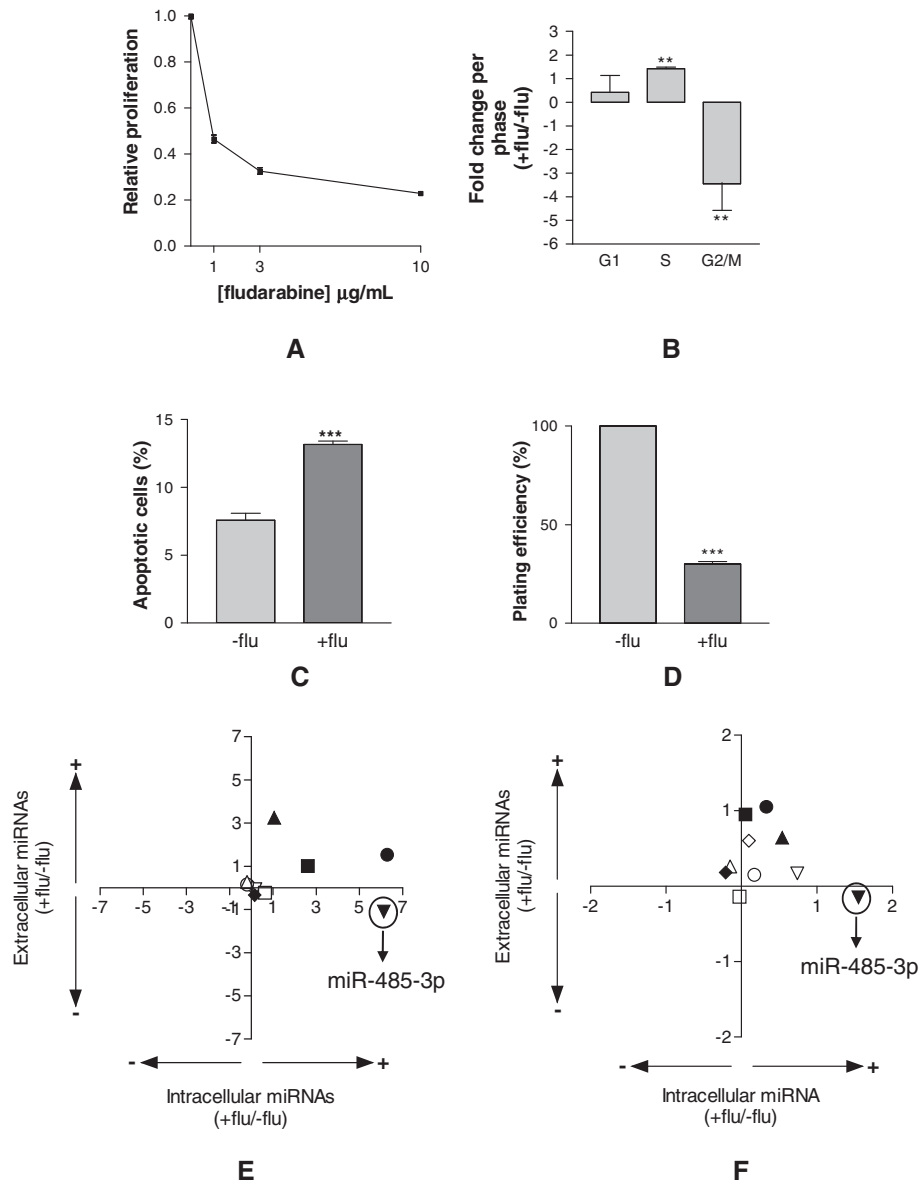 1.0
0.8
0.6
0.4
0.2
0.0
Relative proliferation
1 3 10
[fludarabine] μg/mL
A
3
2
1
0
-1
-2
-3
-4
-5
-6
Fold change per
phase
(+flu/-flu)
**
**
G1 S G2/M
B
15
10
5
0
Apoptotic cells (%)
***
-flu +flu
C
100
50
0
Plating efficiency (%)
***
-flu +flu
D
Extracellular miRNAs
(+flu/-flu)
+
-
7
5
3
1
-1
-3
-5
-7
-7 -5 -3 -1 1 3 5 7
miR-485-3p
- +
Intracellular miRNAs
(+flu/-flu)
E
Extracellular miRNAs
(+flu/-flu)
+
-
2
1
-1
-2
-2 -1 1 2
miR-485-3p
- +
Intracellular miRNA
(+flu/-flu)
F